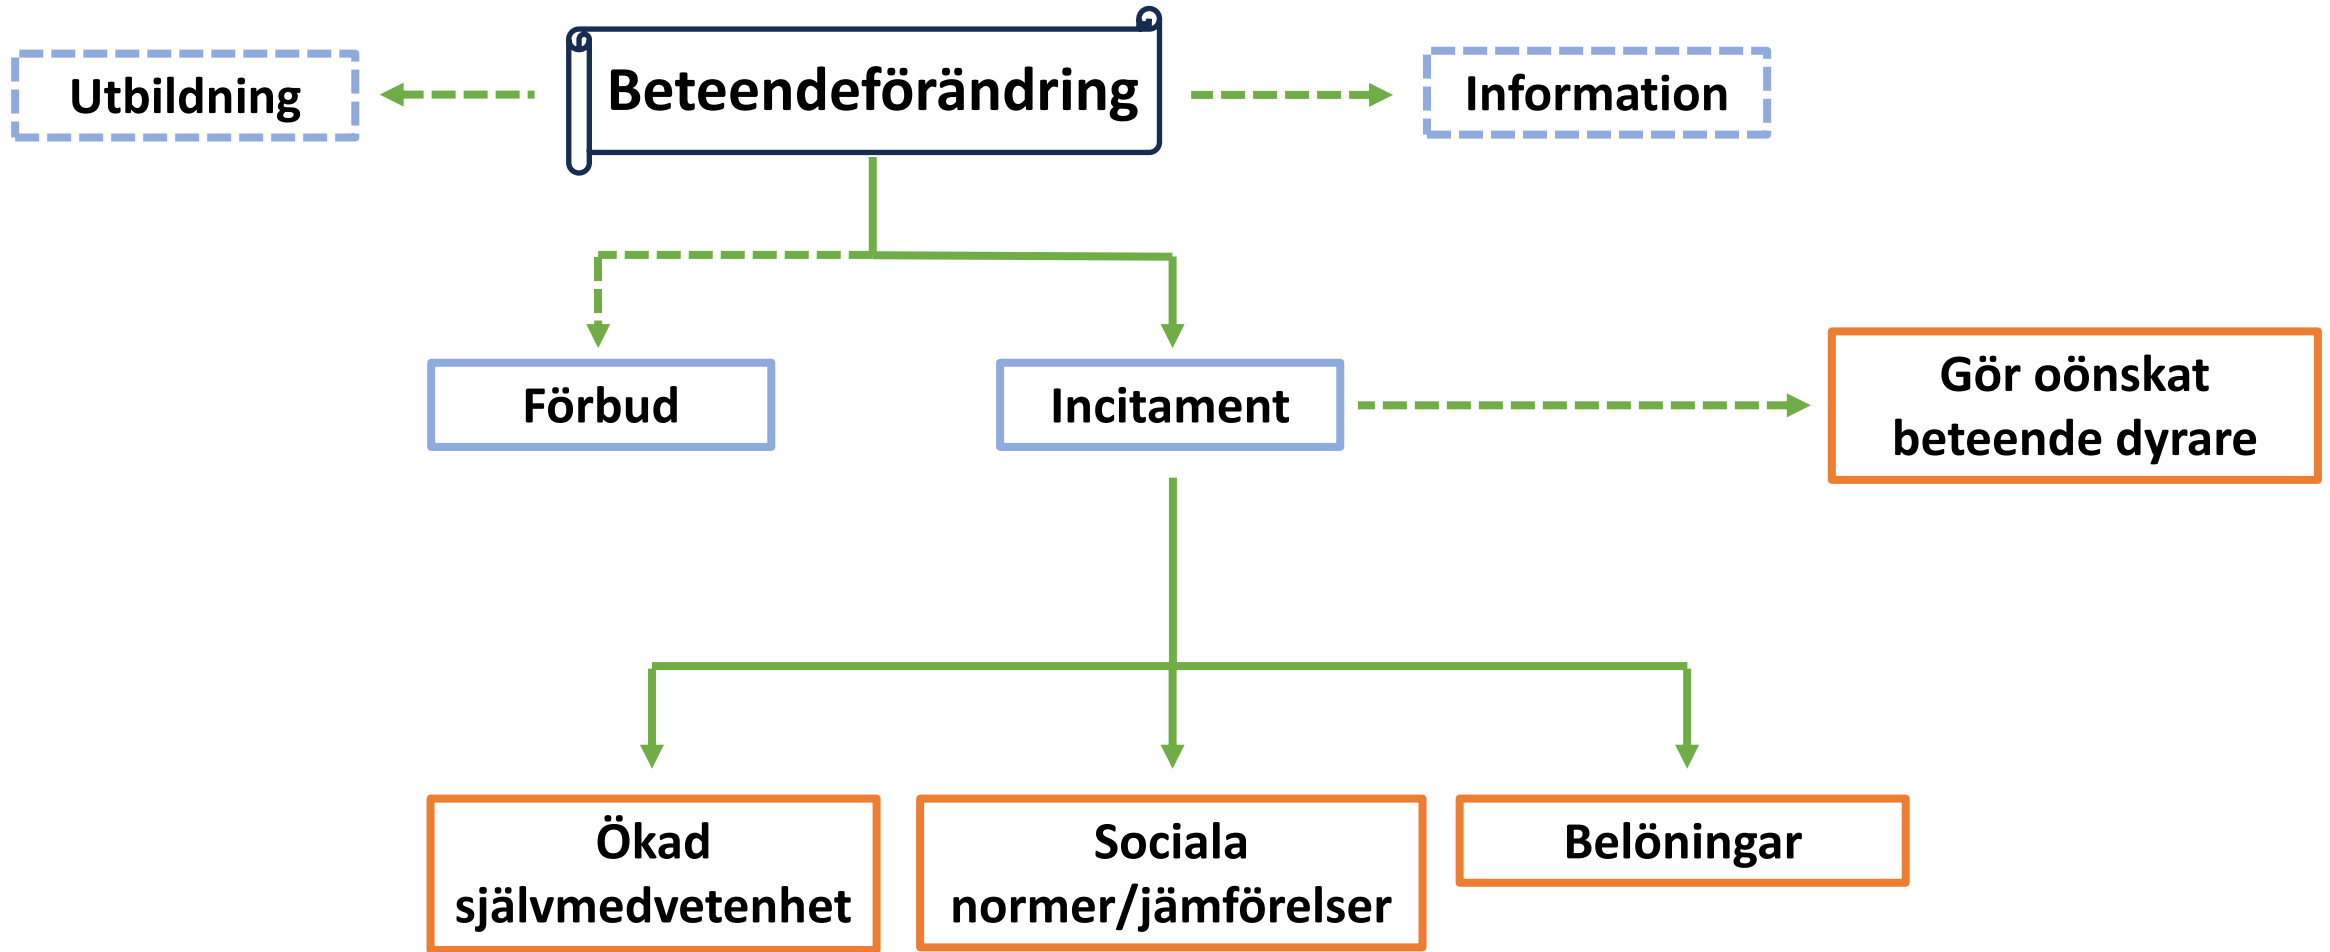 Utbildning
Beteendeförändring
Information
Förbud
Incitament
Gör oönskat
beteende dyrare
Ökad
självmedvetenhet
Sociala
normer/jämförelser
Belöningar